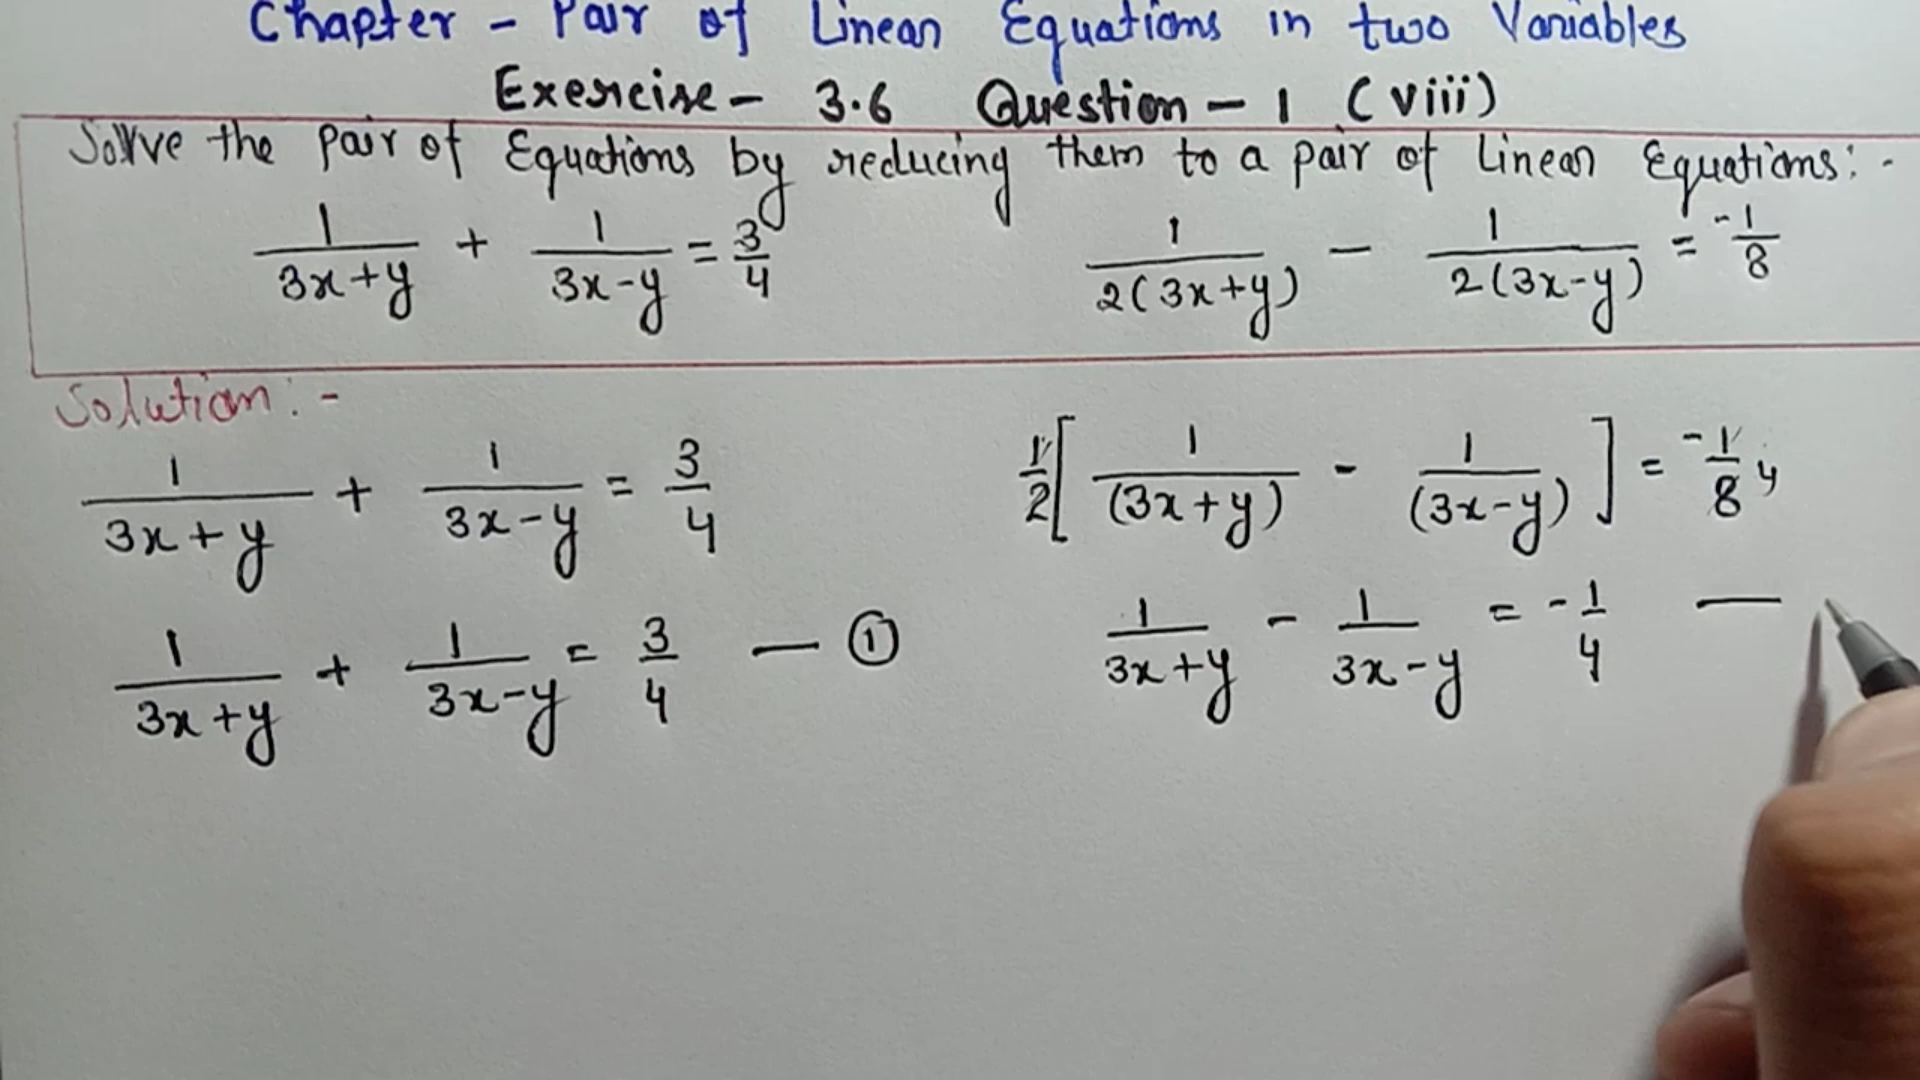 Chapter - Pair of Linear Equations in two Variables
Exercise - 3.6 Question - 1 (viii)
Solve the pair of Equations by reducing them to a pair of Linear Equations: -
1/(3x+y) + 1/(3x-y) = 3/4 1/(2(3x+y)) - 1/(2(3x-y)) = -1/8
Solution: -
1/(3x+y) + 1/(3x-y) = 3/4 1/2 [ 1/(3x+y) - 1/(3x-y) ] = -1/8 4
1/(3x+y) + 1/(3x-y) = 3/4 — ① 1/(3x+y) - 1/(3x-y) = -1/4 —